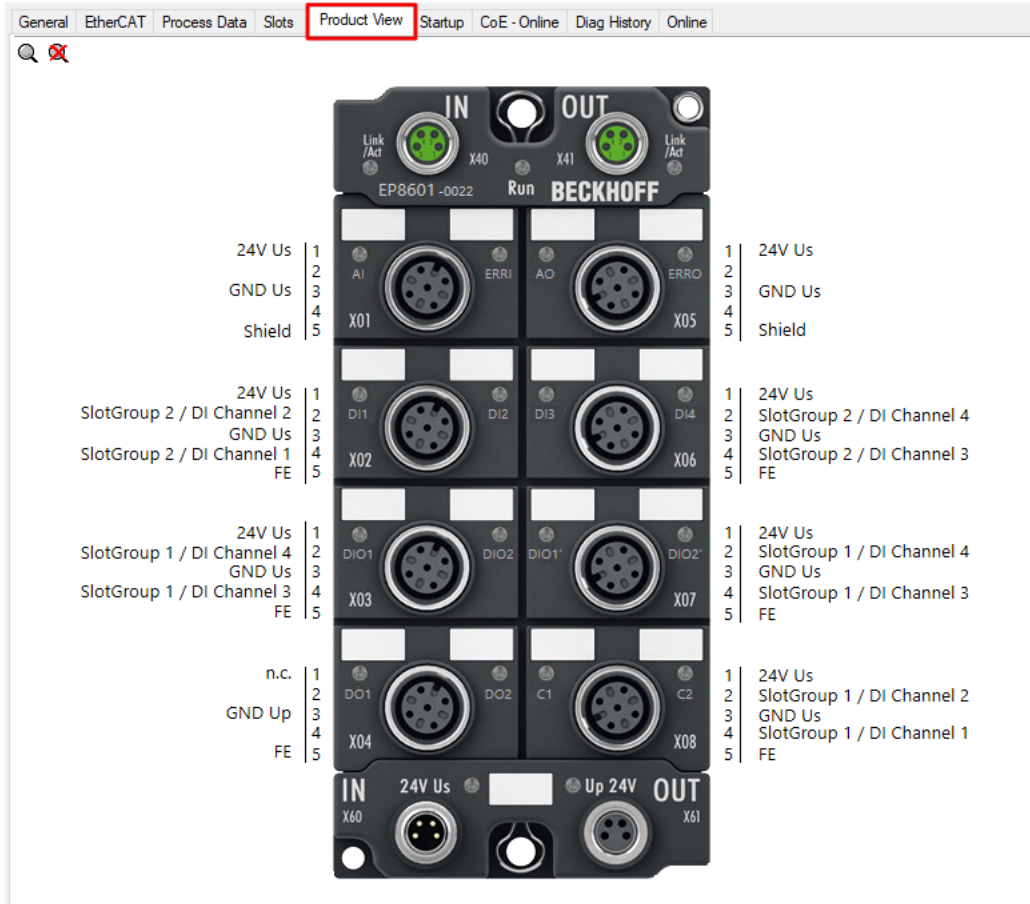 General EtherCAT Process Data Slots Product View Startup CoE - Online Diag History Online
IN OUT
Link /Act X40 X41 Link /Act
EP8601 -0022 Run BECKHOFF
24V Us 1
2
GND Us 3
4
Shield 5
AI ERRI AO ERRO
X01 X05
1 24V Us
2
3 GND Us
4
5 Shield
24V Us 1
SlotGroup 2 / DI Channel 2 2
GND Us 3
SlotGroup 2 / DI Channel 1 4
FE 5
DI1 DI2 DI3 DI4
X02 X06
1 24V Us
2 SlotGroup 2 / DI Channel 4
3 GND Us
4 SlotGroup 2 / DI Channel 3
5 FE
24V Us 1
SlotGroup 1 / DI Channel 4 2
GND Us 3
SlotGroup 1 / DI Channel 3 4
FE 5
DIO1 DIO2 DIO1' DIO2'
X03 X07
1 24V Us
2 SlotGroup 1 / DI Channel 4
3 GND Us
4 SlotGroup 1 / DI Channel 3
5 FE
n.c. 1
2
GND Up 3
4
FE 5
DO1 DO2 C1 C2
X04 X08
1 24V Us
2 SlotGroup 1 / DI Channel 2
3 GND Us
4 SlotGroup 1 / DI Channel 1
5 FE
IN 24V Us Up 24V OUT
X60 X61